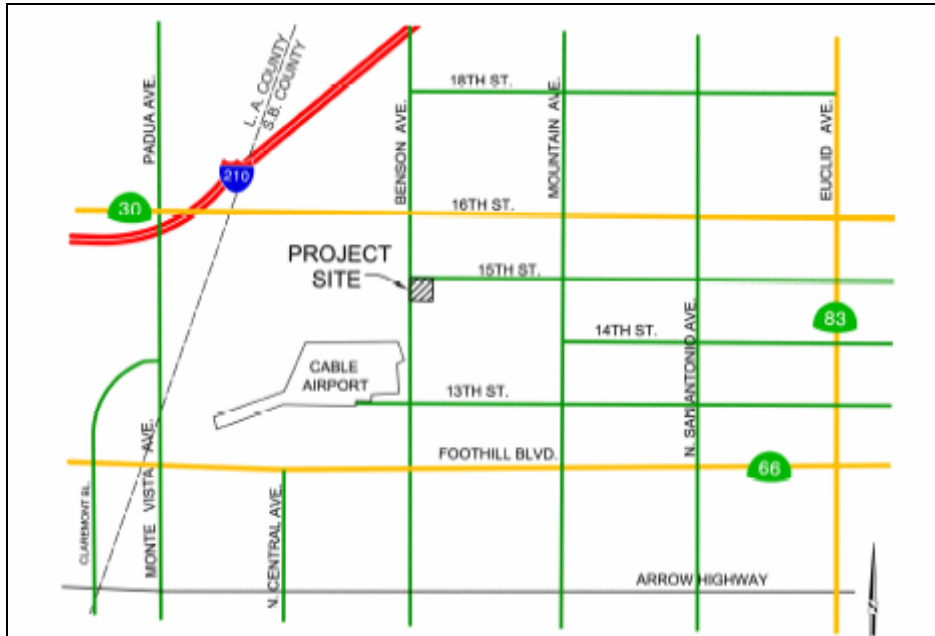 18TH ST.
L. A. COUNTY
S.B. COUNTY
PADUA AVE.
BENSON AVE.
MOUNTAIN AVE.
EUCLID AVE.
210
30
16TH ST.
PROJECT
SITE
15TH ST.
83
14TH ST.
N. SAN ANTONIO AVE.
CABLE
AIRPORT
13TH ST.
FOOTHILL BLVD.
66
CLAREMONT BL.
MONTE VISTA AVE.
N. CENTRAL AVE.
ARROW HIGHWAY